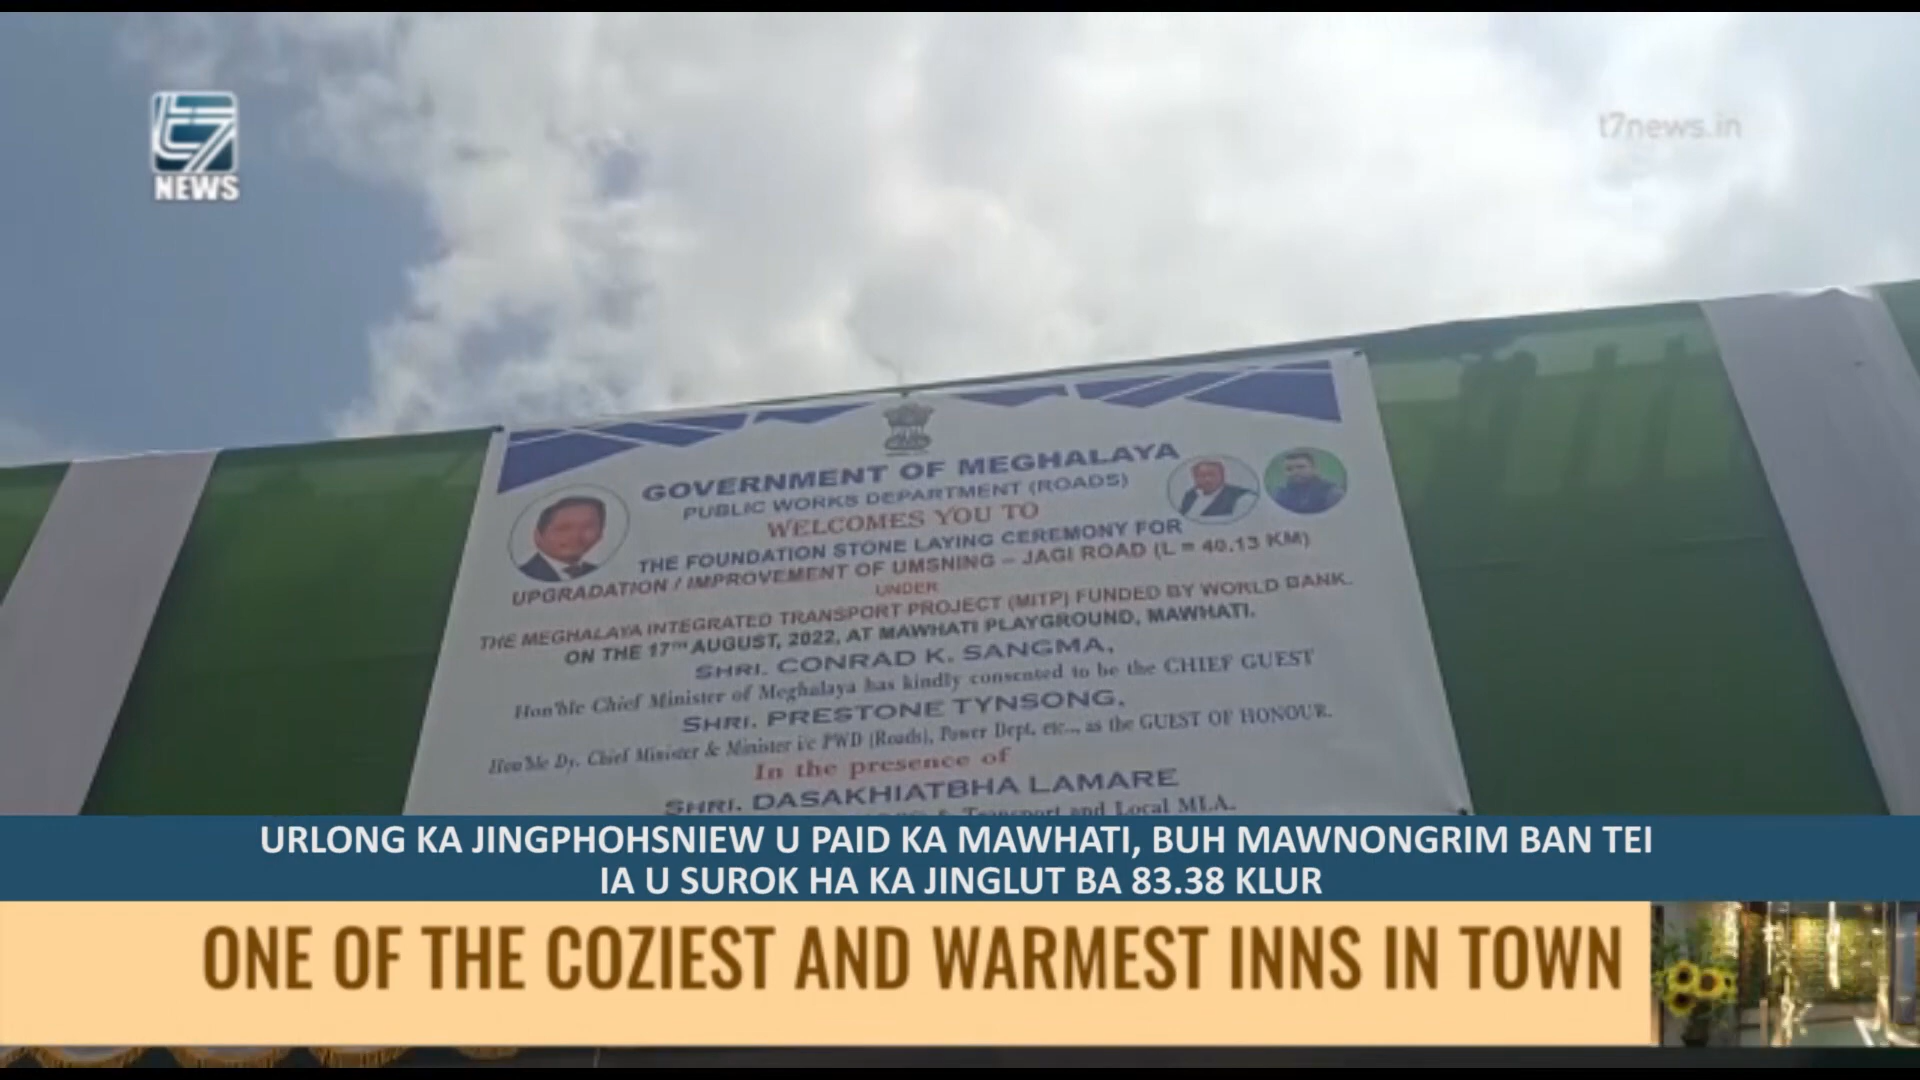 T7
NEWS
t7news.in
GOVERNMENT OF MEGHALAYA
PUBLIC WORKS DEPARTMENT (ROADS)
WELCOMES YOU TO
THE FOUNDATION STONE LAYING CEREMONY FOR
UPGRADATION / IMPROVEMENT OF UMSNING – JAGI ROAD (L = 40.13 KM)
UNDER
THE MEGHALAYA INTEGRATED TRANSPORT PROJECT (MITP) FUNDED BY WORLD BANK.
ON THE 17TH AUGUST, 2022, AT MAWHATI PLAYGROUND, MAWHATI.
SHRI. CONRAD K. SANGMA,
Hon'ble Chief Minister of Meghalaya has kindly consented to be the CHIEF GUEST
SHRI. PRESTONE TYNSONG,
Hon'ble Dy. Chief Minister & Minister i/c PWD (Roads), Power Dept. etc.., as the GUEST OF HONOUR.
In the presence of
SHRI. DASAKHIATBHA LAMARE
& Transport and Local MLA.
URLONG KA JINGPHOHSNIEW U PAID KA MAWHATI, BUH MAWNONGRIM BAN TEI
IA U SUROK HA KA JINGLUT BA 83.38 KLUR
ONE OF THE COZIEST AND WARMEST INNS IN TOWN